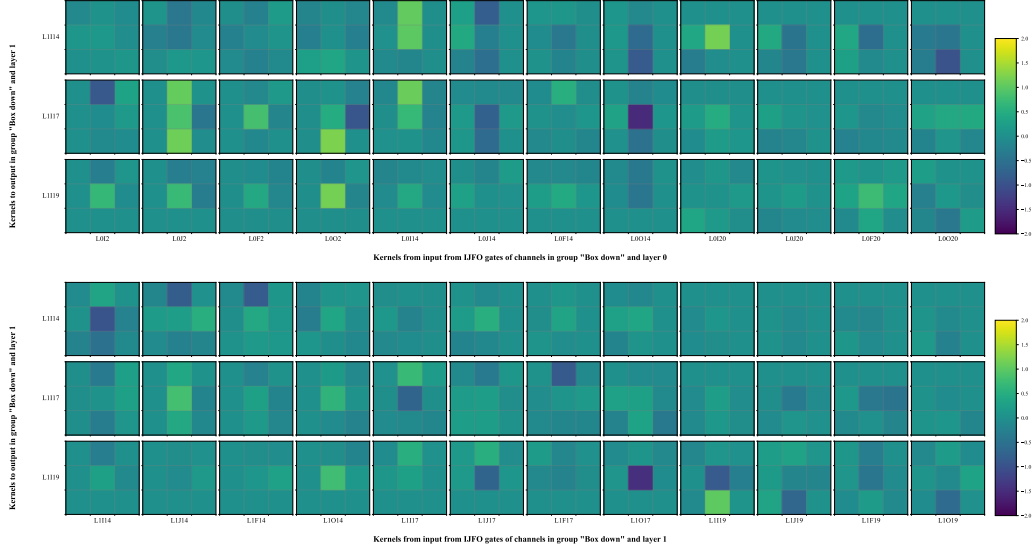 Kernels to output in group "Box down" and layer 1
L1I14
L1I17
L1I19
L0I2 L0J2 L0F2 L0O2 L0I14 L0J14 L0F14 L0O14 L0I20 L0J20 L0F20 L0O20
Kernels from input from IJFO gates of channels in group "Box down" and layer 0
2.0
1.5
1.0
0.5
0.0
−0.5
−1.0
−1.5
−2.0
Kernels to output in group "Box down" and layer 1
L1I14
L1I17
L1I19
L1I14 L1J14 L1F14 L1O14 L1I17 L1J17 L1F17 L1O17 L1I19 L1J19 L1F19 L1O19
Kernels from input from IJFO gates of channels in group "Box down" and layer 1
2.0
1.5
1.0
0.5
0.0
−0.5
−1.0
−1.5
−2.0